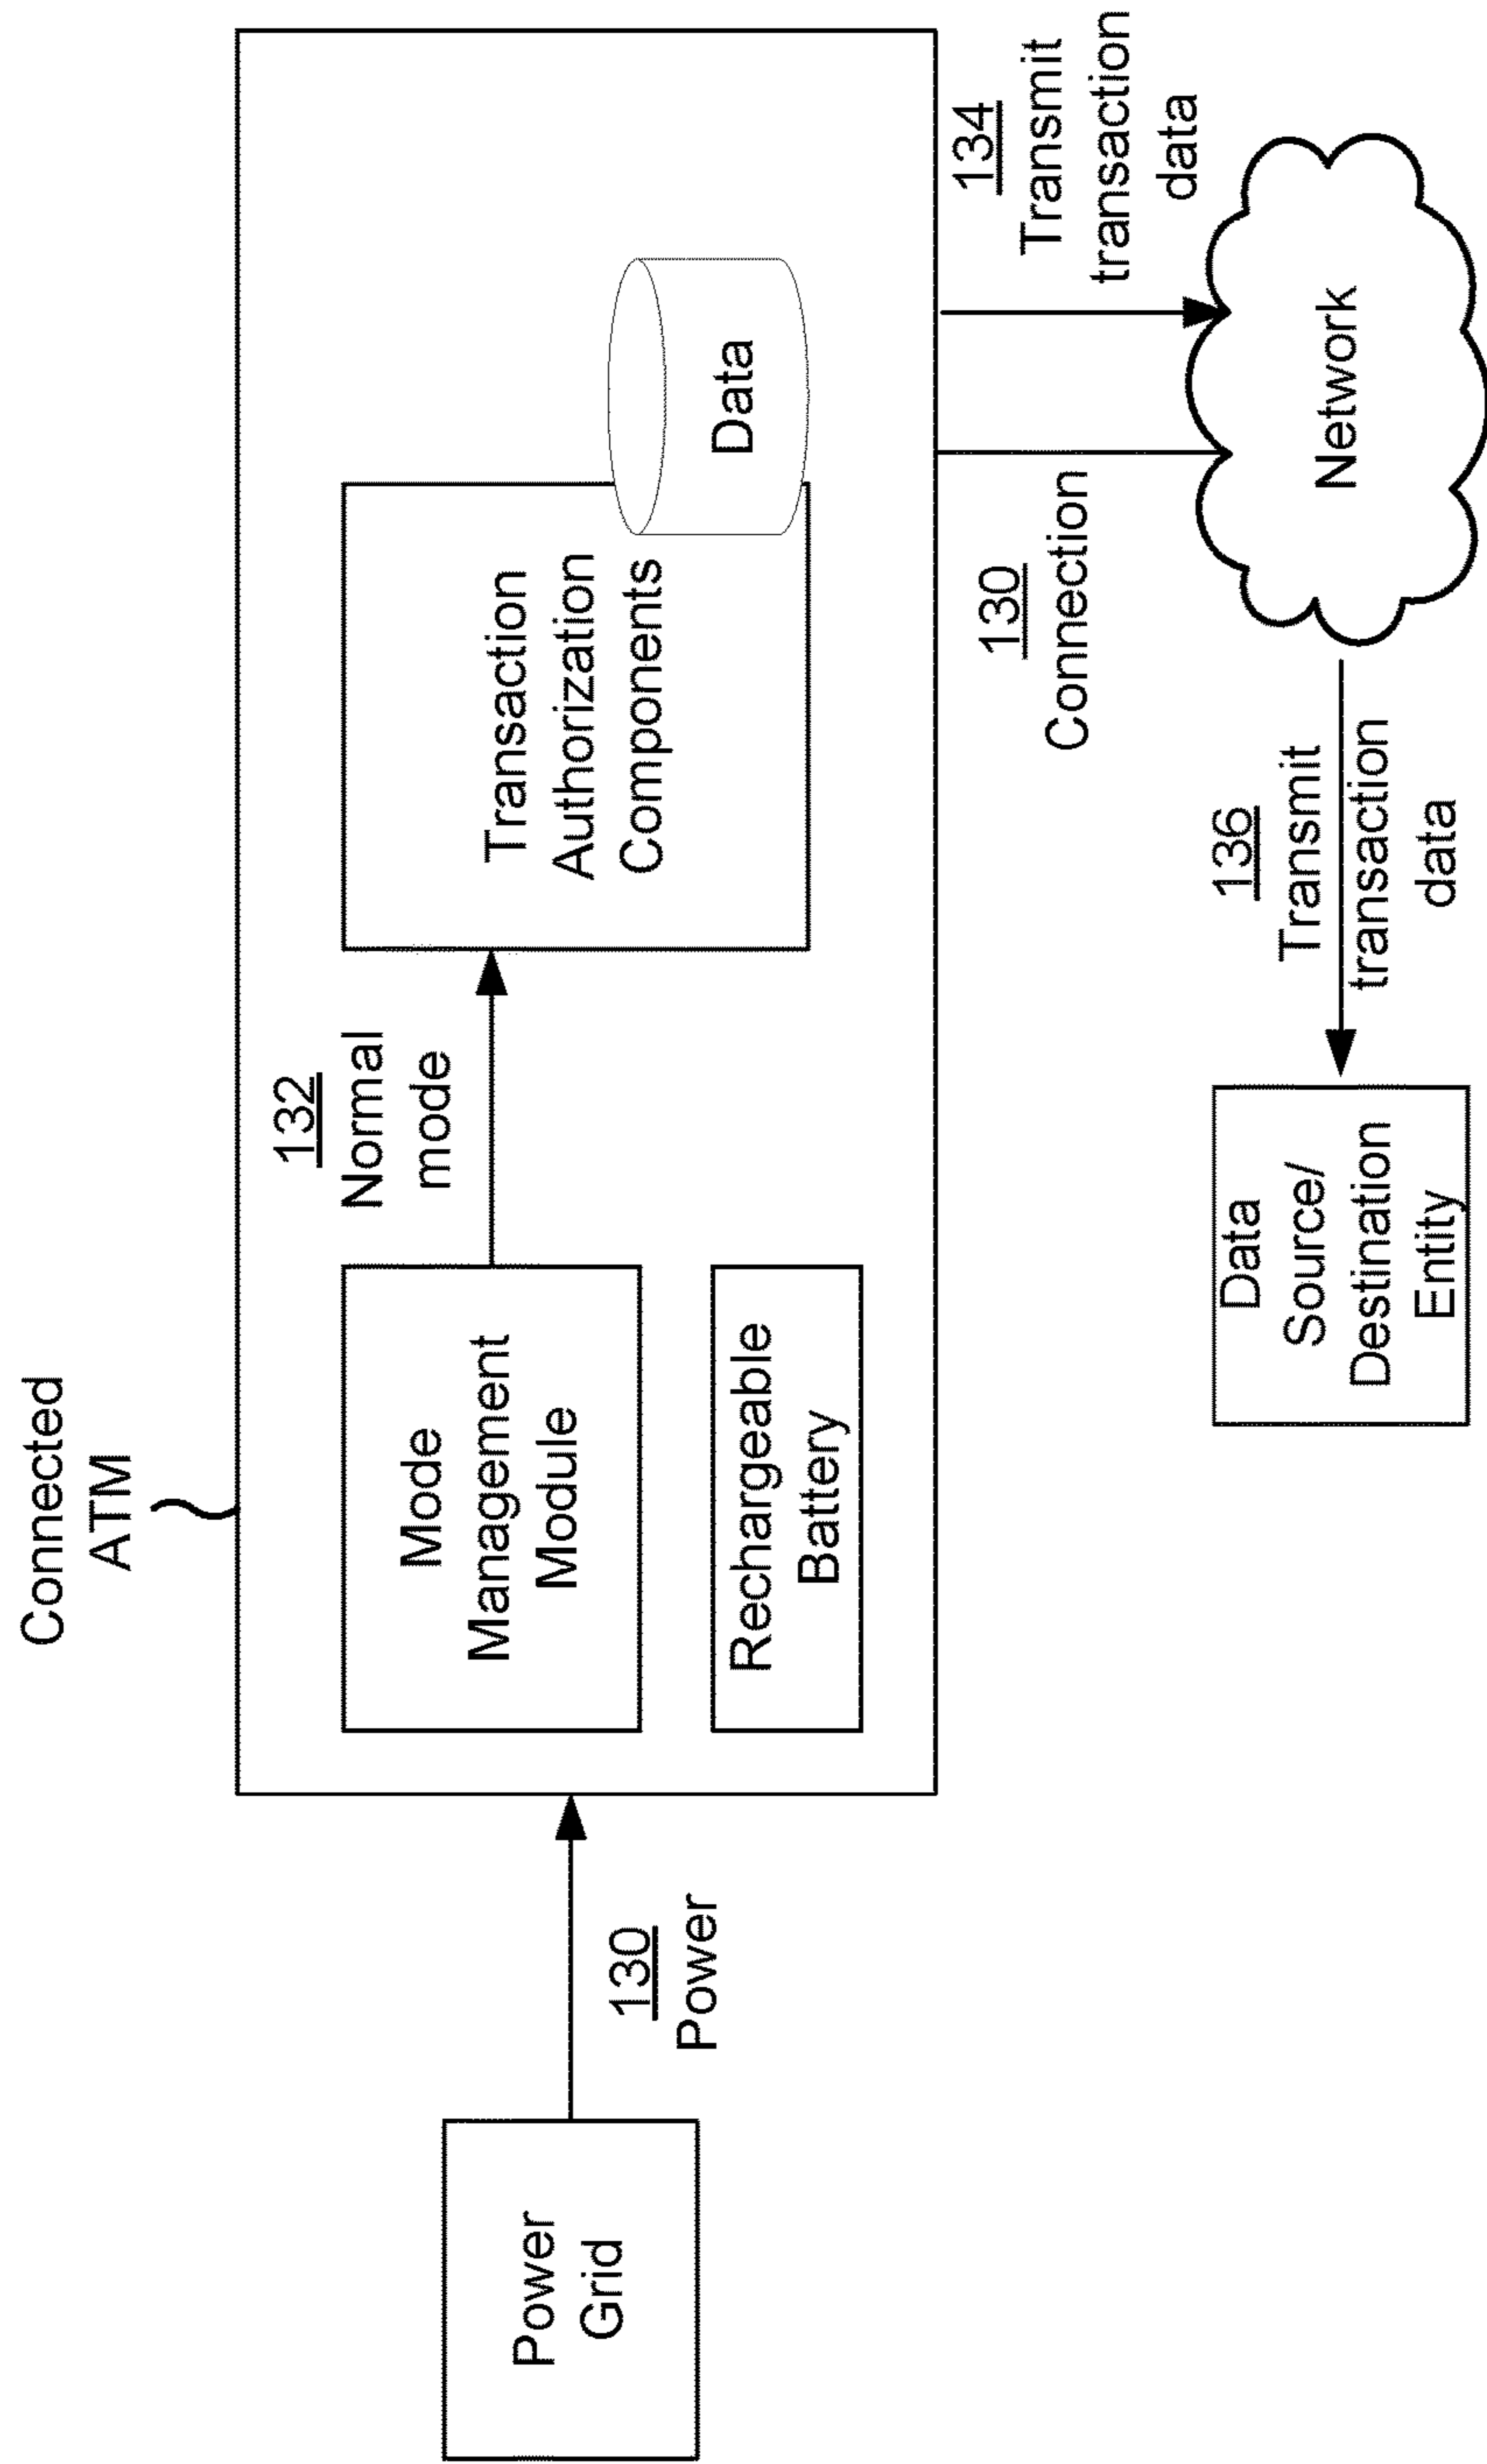 Connected
ATM
Power
Grid
130
Power
Mode
Management
Module
Rechargeable
Battery
132
Normal
mode
Transaction
Authorization
Components
Data
130
Connection
134
Transmit
transaction
data
Network
136
Transmit
transaction
data
Data
Source/
Destination
Entity